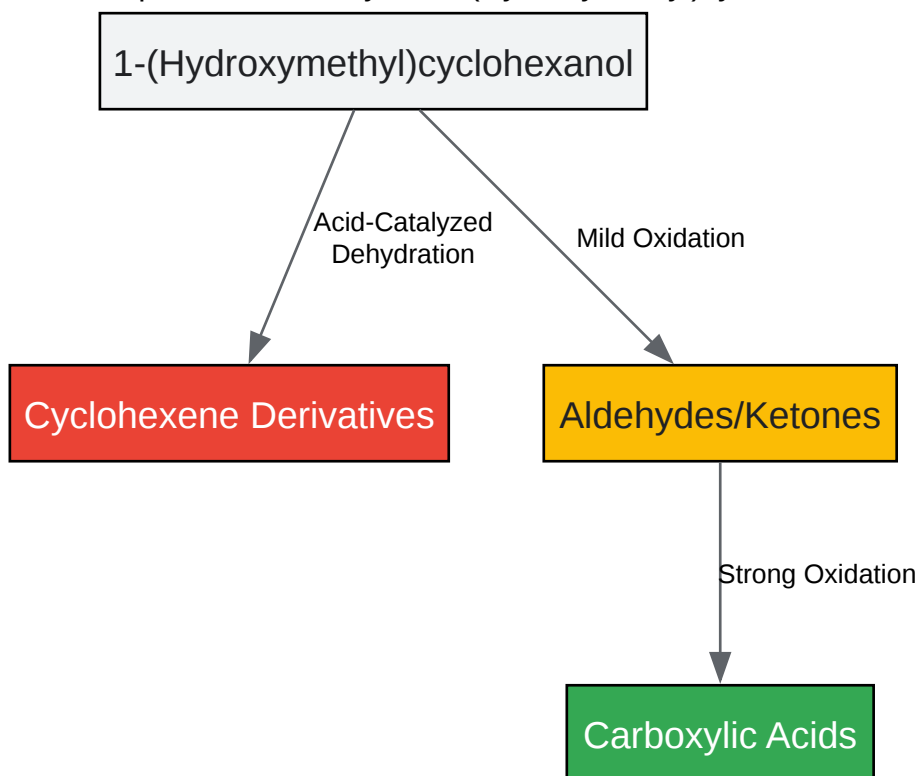 1-(Hydroxymethyl)cyclohexanol
Acid-Catalyzed
Dehydration
Mild Oxidation
Cyclohexene Derivatives
Aldehydes/Ketones
Strong Oxidation
Carboxylic Acids